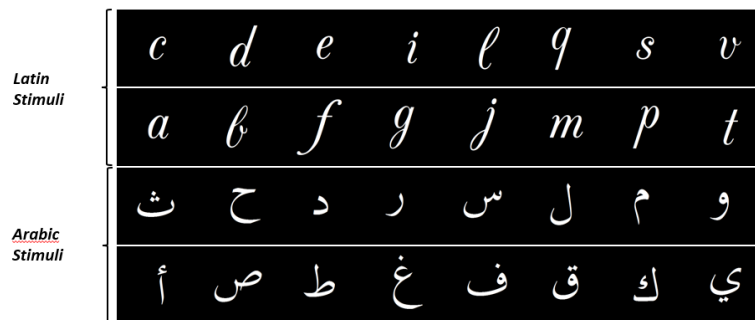 Latin
Stimuli
c d e i l q s v
a b f g j m p t
Arabic
Stimuli
ث ح د ر س ل م و
أ ص ط غ ف ق ك ي